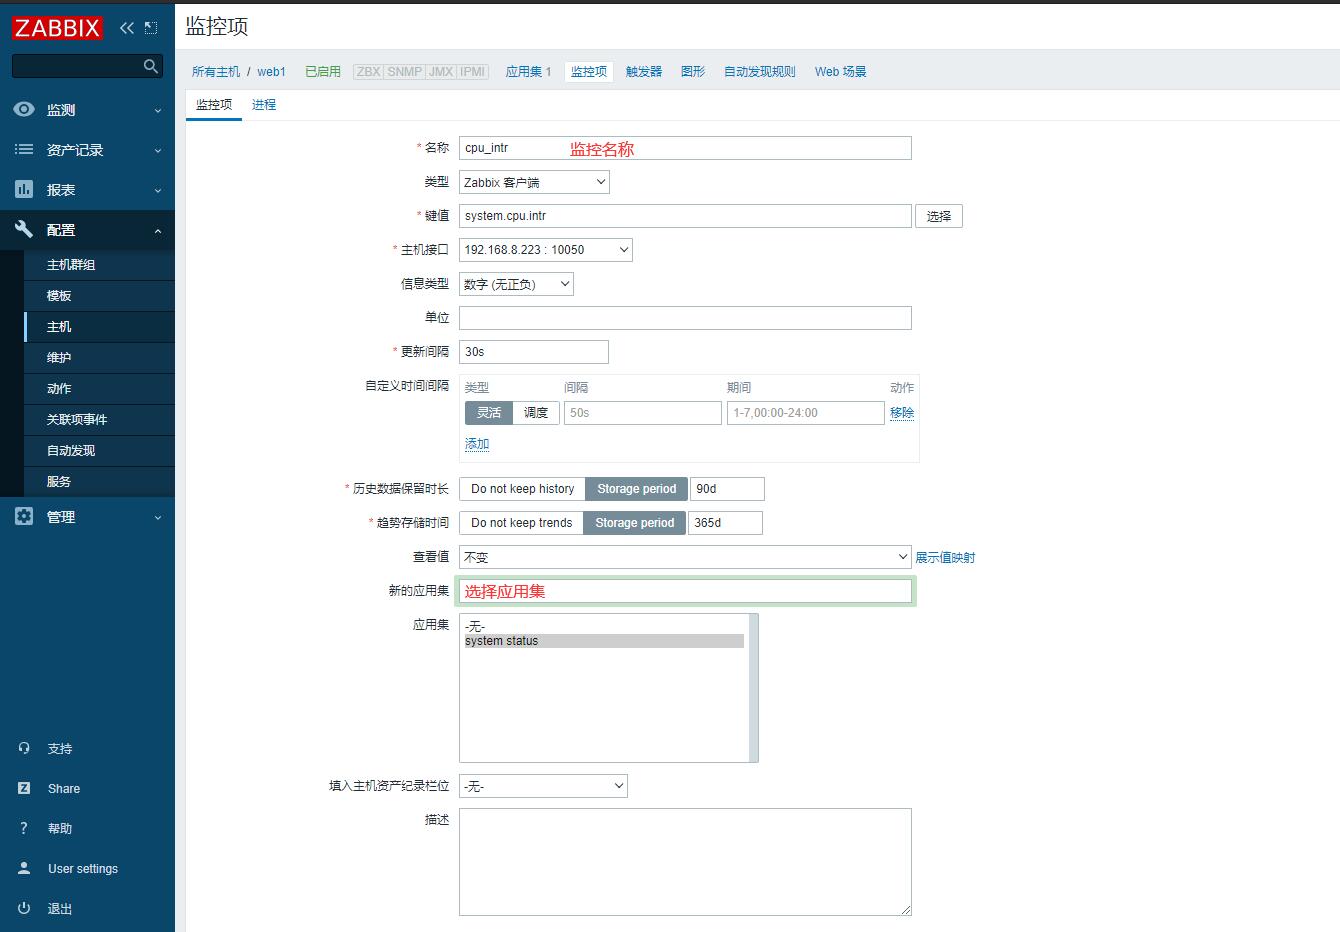 ZABBIX
监控项
所有主机 / web1 已启用 ZBX SNMP JMX IPMI 应用集 1 监控项 触发器 图形 自动发现规则 Web 场景
监控项 进程
监测
资产记录
报表
配置
主机群组
模板
主机
维护
动作
关联项事件
自动发现
服务
管理
支持
Share
帮助
User settings
退出
* 名称 cpu_intr 监控名称
类型 Zabbix 客户端
* 键值 system.cpu.intr 选择
* 主机接口 192.168.8.223 : 10050
信息类型 数字 (无正负)
单位
* 更新间隔 30s
自定义时间间隔 类型 间隔 期间 动作
灵活 调度 50s 1-7,00:00-24:00 移除
添加
* 历史数据保留时长 Do not keep history Storage period 90d
* 趋势存储时间 Do not keep trends Storage period 365d
查看值 不变 展示值映射
新的应用集 选择应用集
应用集 -无-
system status
填入主机资产纪录栏位 -无-
描述